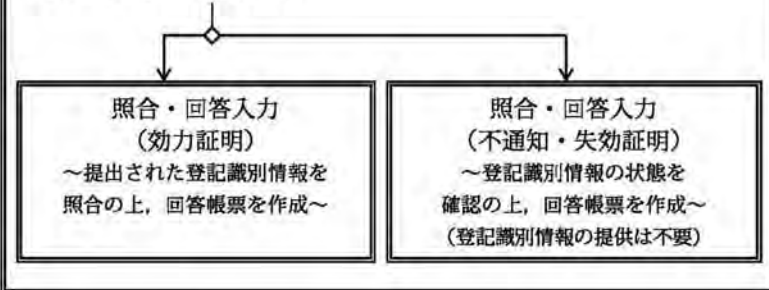 照合・回答入力
（効力証明）
～提出された登記識別情報を
照合の上，回答帳票を作成～
照合・回答入力
（不通知・失効証明）
～登記識別情報の状態を
確認の上，回答帳票を作成～
（登記識別情報の提供は不要）